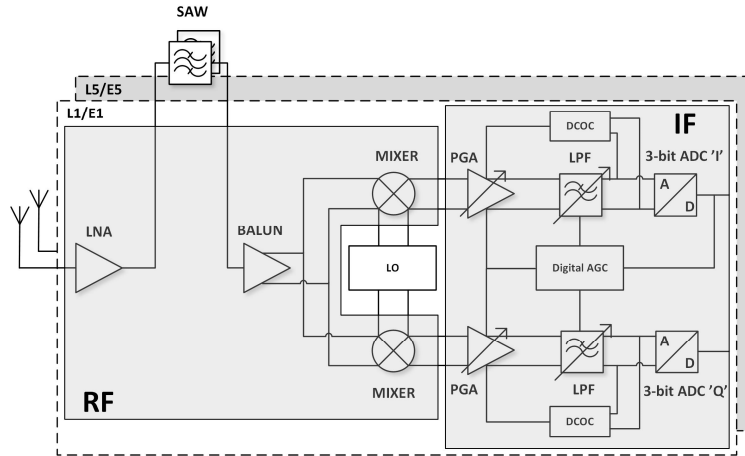 SAW
L5/E5
L1/E1
IF
DCOC
MIXER
PGA
LPF
3-bit ADC 'I'
A
D
LNA
BALUN
LO
Digital AGC
A
D
RF
MIXER
PGA
LPF
3-bit ADC 'Q'
DCOC